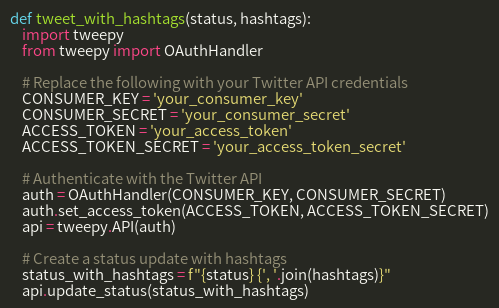 def tweet_with_hashtags(status, hashtags):
    import tweepy
    from tweepy import OAuthHandler

    # Replace the following with your Twitter API credentials
    CONSUMER_KEY = 'your_consumer_key'
    CONSUMER_SECRET = 'your_consumer_secret'
    ACCESS_TOKEN = 'your_access_token'
    ACCESS_TOKEN_SECRET = 'your_access_token_secret'

    # Authenticate with the Twitter API
    auth = OAuthHandler(CONSUMER_KEY, CONSUMER_SECRET)
    auth.set_access_token(ACCESS_TOKEN, ACCESS_TOKEN_SECRET)
    api = tweepy.API(auth)

    # Create a status update with hashtags
    status_with_hashtags = f"{status} {', '.join(hashtags)}"
    api.update_status(status_with_hashtags)